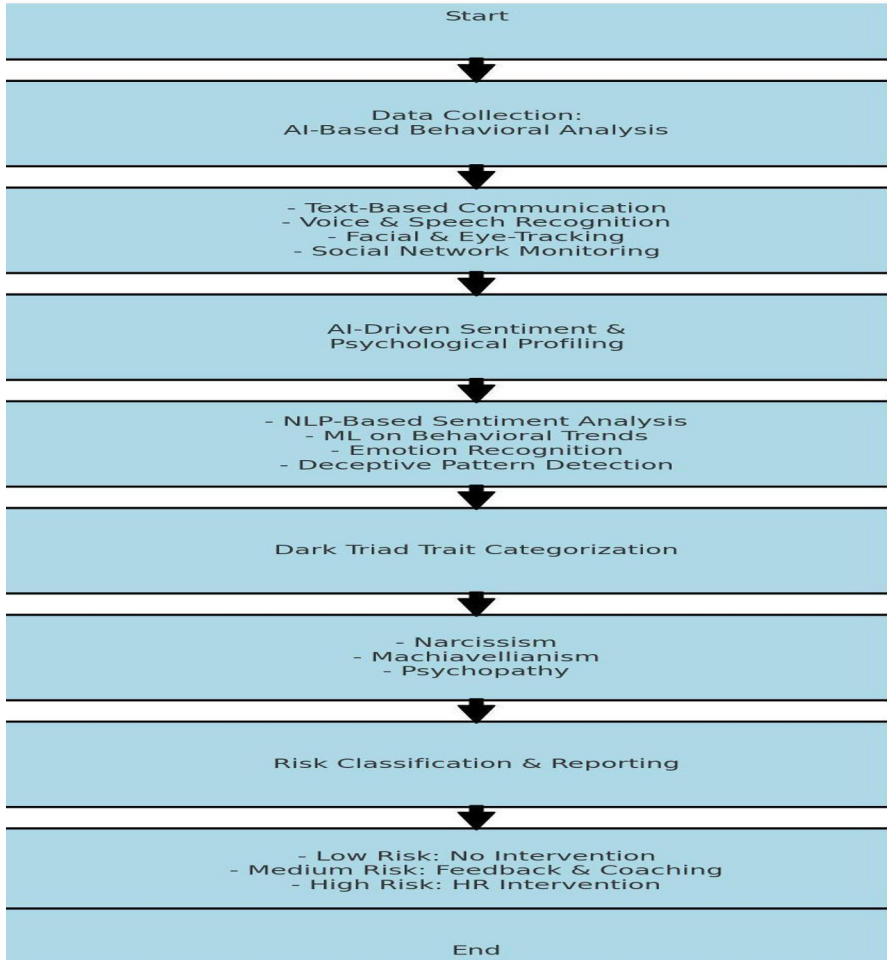 Start
Data Collection:
AI-Based Behavioral Analysis
- Text-Based Communication
- Voice & Speech Recognition
- Facial & Eye-Tracking
- Social Network Monitoring
AI-Driven Sentiment &
Psychological Profiling
- NLP-Based Sentiment Analysis
- ML on Behavioral Trends
- Emotion Recognition
- Deceptive Pattern Detection
Dark Triad Trait Categorization
- Narcissism
- Machiavellianism
- Psychopathy
Risk Classification & Reporting
- Low Risk: No Intervention
- Medium Risk: Feedback & Coaching
- High Risk: HR Intervention
End